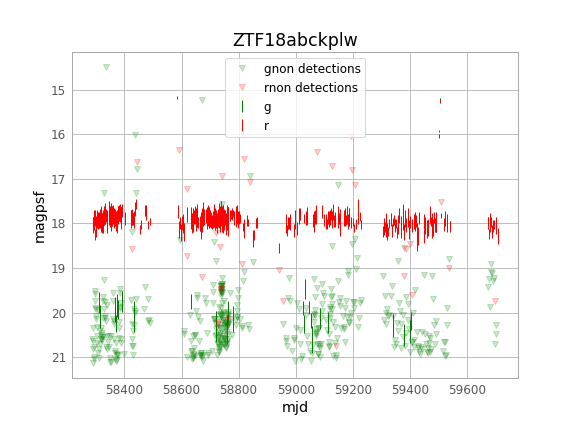 ZTF18abckplw
gnon detections
rnon detections
g
r
magpsf
15
16
17
18
19
20
21
58400 58600 58800 59000 59200 59400 59600
mjd